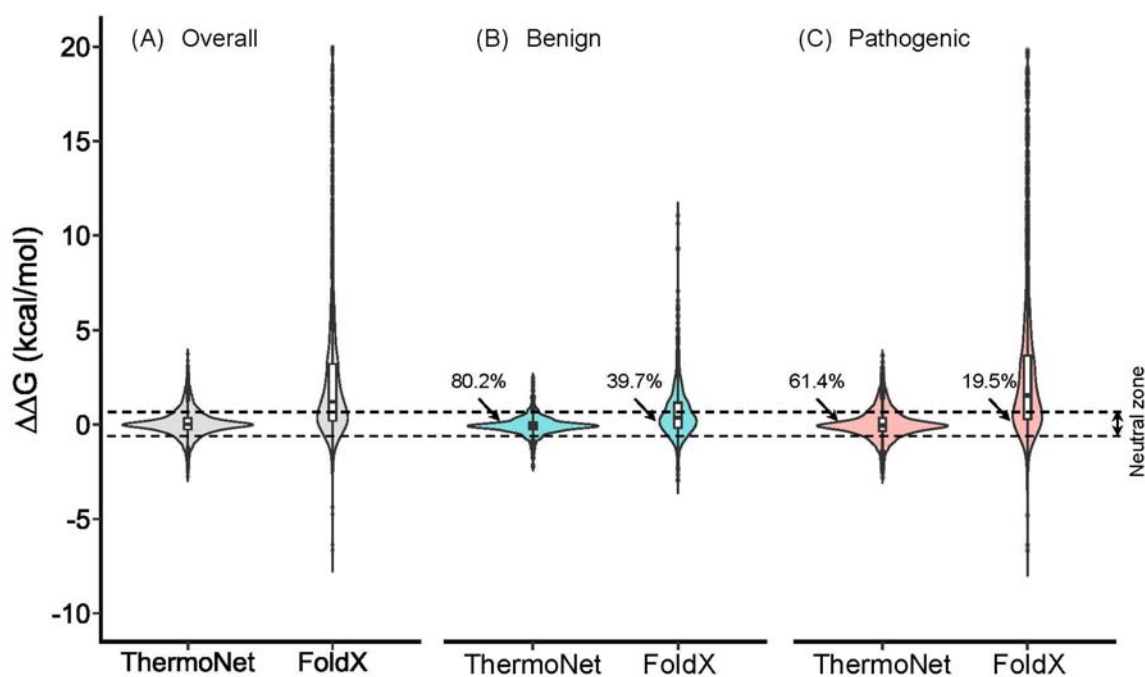 (A) Overall
(B) Benign
(C) Pathogenic
ΔΔG (kcal/mol)
20
15
10
5
0
-5
-10
80.2%
39.7%
61.4%
19.5%
Neutral zone
ThermoNet
FoldX
ThermoNet
FoldX
ThermoNet
FoldX